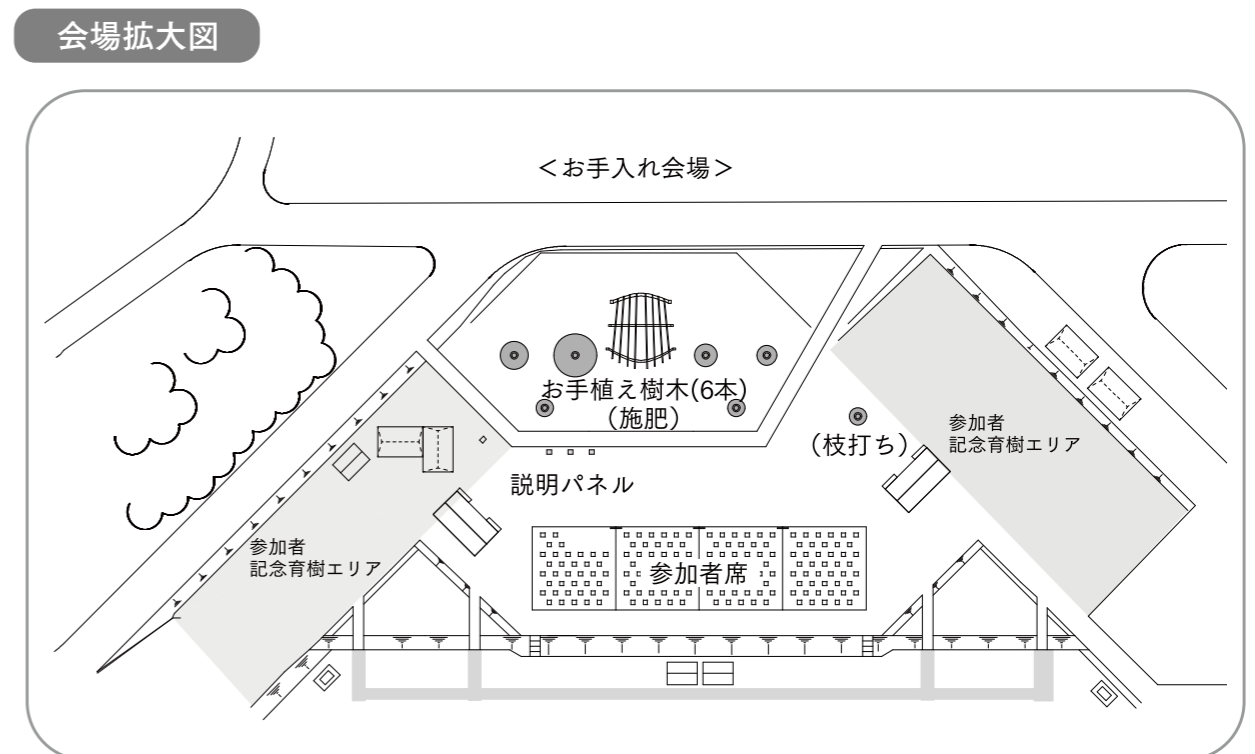 会場拡大図
＜お手入れ会場＞
お手植え樹木(6本)
（施肥）
（枝打ち）
参加者
記念育樹エリア
説明パネル
参加者
記念育樹エリア
参加者席